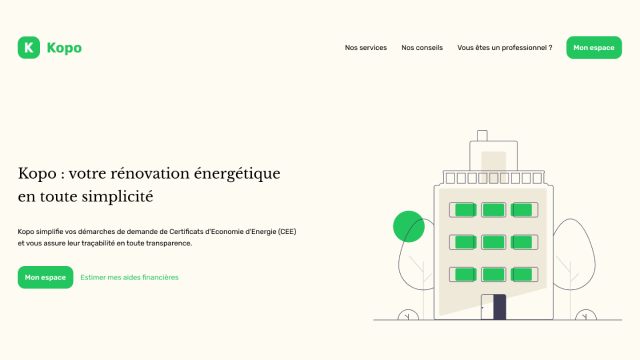 K Kopo
Nos services Nos conseils Vous êtes un professionnel ? Mon espace
Kopo : votre rénovation énergétique
en toute simplicité
Kopo simplifie vos démarches de demande de Certificats d'Economie d'Energie (CEE)
et vous assure leur traçabilité en toute transparence.
Mon espace Estimer mes aides financières